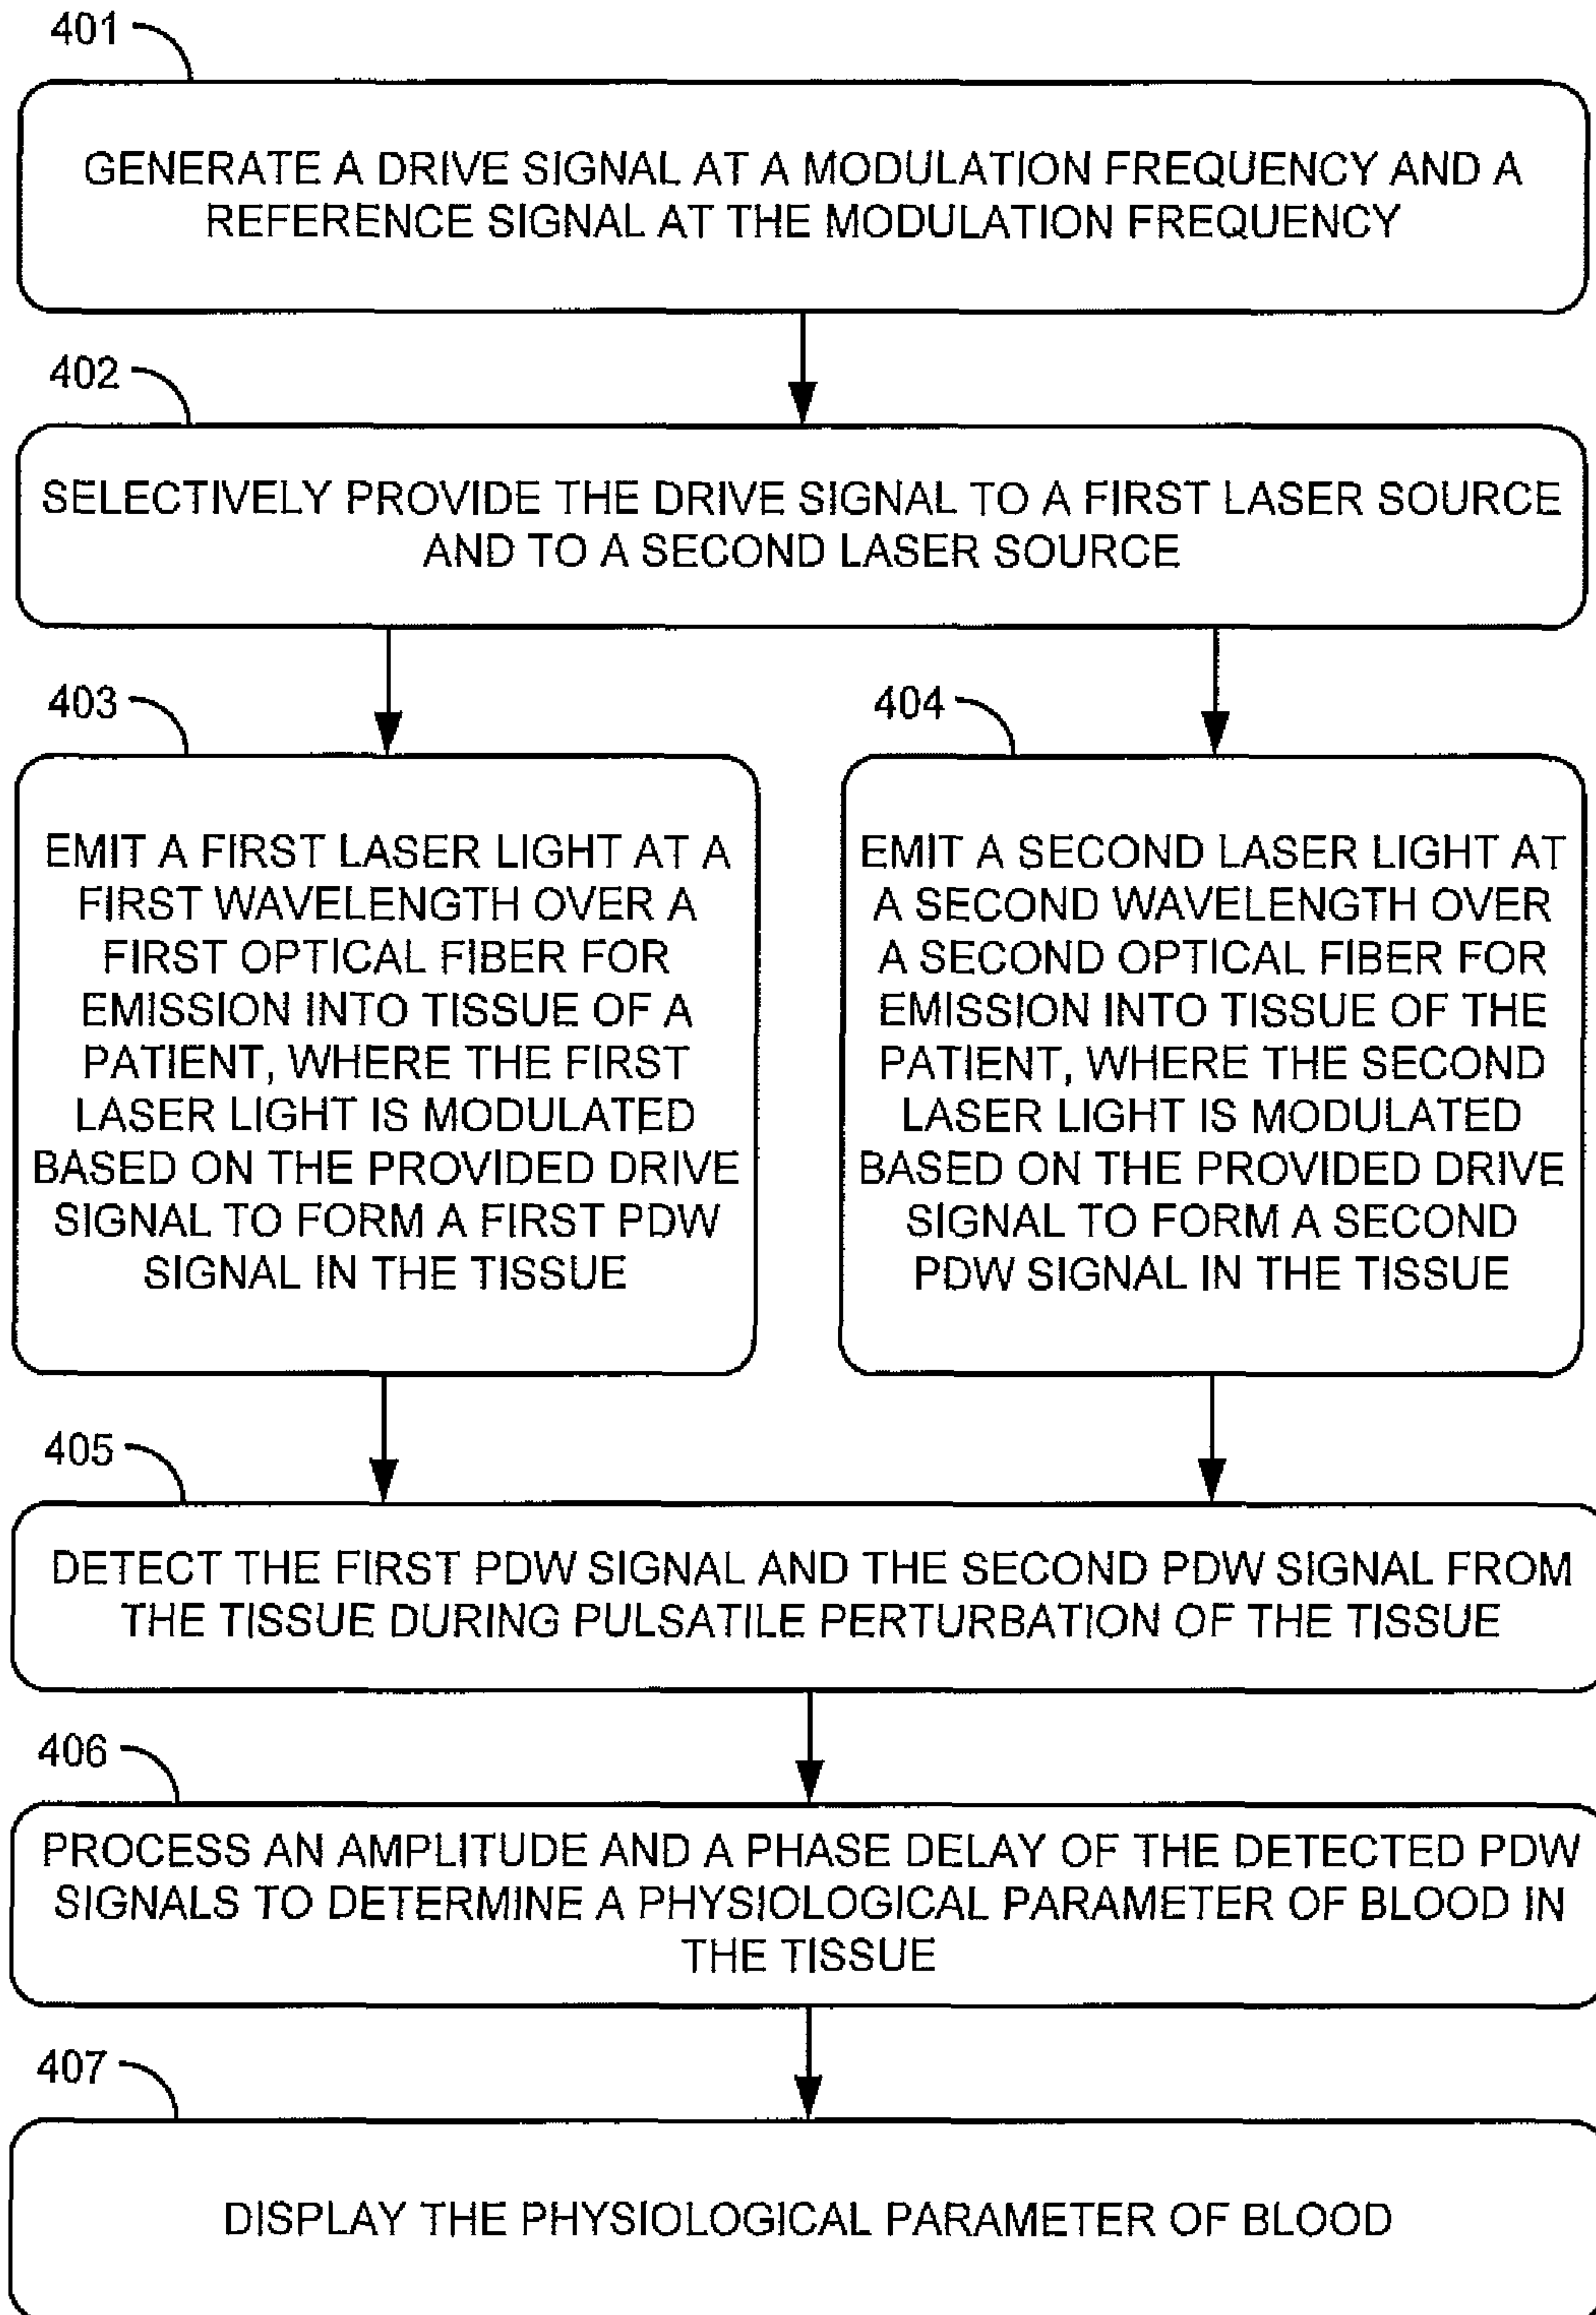 401
GENERATE A DRIVE SIGNAL AT A MODULATION FREQUENCY AND A
REFERENCE SIGNAL AT THE MODULATION FREQUENCY
402
SELECTIVELY PROVIDE THE DRIVE SIGNAL TO A FIRST LASER SOURCE
AND TO A SECOND LASER SOURCE
403
EMIT A FIRST LASER LIGHT AT A
FIRST WAVELENGTH OVER A
FIRST OPTICAL FIBER FOR
EMISSION INTO TISSUE OF A
PATIENT, WHERE THE FIRST
LASER LIGHT IS MODULATED
BASED ON THE PROVIDED DRIVE
SIGNAL TO FORM A FIRST PDW
SIGNAL IN THE TISSUE
404
EMIT A SECOND LASER LIGHT AT
A SECOND WAVELENGTH OVER
A SECOND OPTICAL FIBER FOR
EMISSION INTO TISSUE OF THE
PATIENT, WHERE THE SECOND
LASER LIGHT IS MODULATED
BASED ON THE PROVIDED DRIVE
SIGNAL TO FORM A SECOND
PDW SIGNAL IN THE TISSUE
405
DETECT THE FIRST PDW SIGNAL AND THE SECOND PDW SIGNAL FROM
THE TISSUE DURING PULSATILE PERTURBATION OF THE TISSUE
406
PROCESS AN AMPLITUDE AND A PHASE DELAY OF THE DETECTED PDW
SIGNALS TO DETERMINE A PHYSIOLOGICAL PARAMETER OF BLOOD IN
THE TISSUE
407
DISPLAY THE PHYSIOLOGICAL PARAMETER OF BLOOD